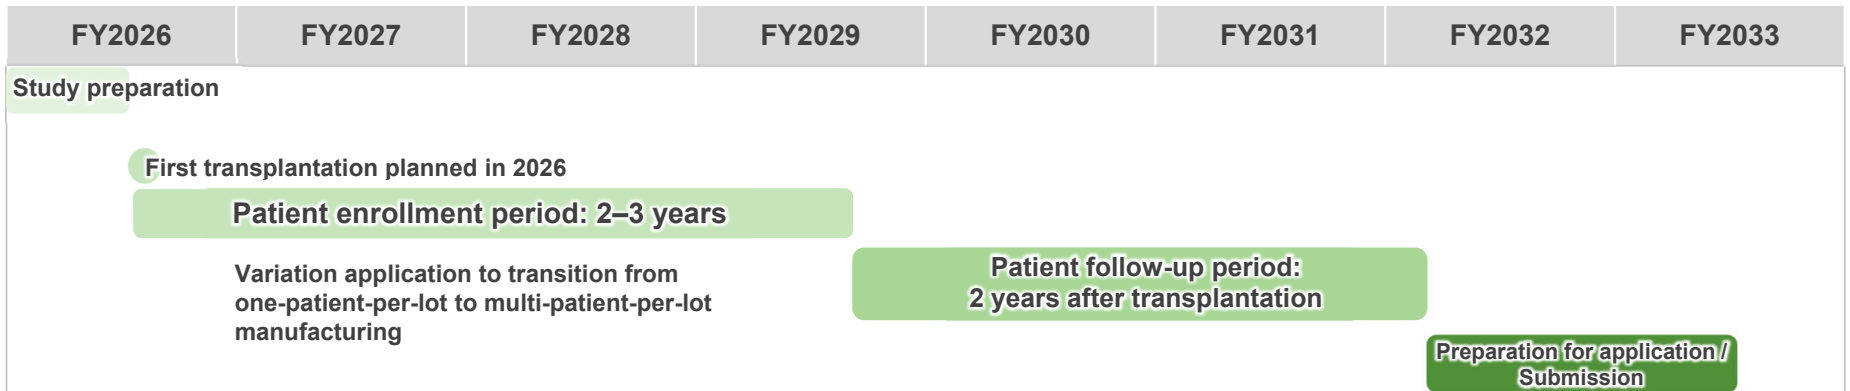 FY2026 FY2027 FY2028 FY2029 FY2030 FY2031 FY2032 FY2033
Study preparation
First transplantation planned in 2026
Patient enrollment period: 2–3 years
Variation application to transition from
one-patient-per-lot to multi-patient-per-lot
manufacturing
Patient follow-up period:
2 years after transplantation
Preparation for application /
Submission